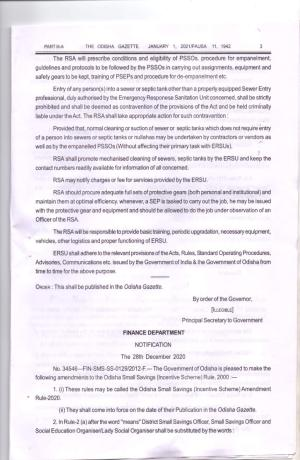 PART III-A THE ODISHA GAZETTE, JANUARY 1, 2021/PAUSA 11, 1942 3
The RSA will prescribe conditions and eligibility of PSSOs, procedure for empanelment,
guidelines and protocols to be followed by the PSSOs in carrying out assignments, equipment and
safety gears to be kept, training of PSEPs and procedure for de-empanelment etc.
Entry of any person(s) into a sewer or septic tank other than a properly equipped Sewer Entry
professional, duly authorised by the Emergency Response Sanitation Unit concerned, shall be strictly
prohibited and shall be deemed as contravention of the provisions of the Act and be held criminally
liable under the Act. The RSA shall take appropriate action for such contravention :
Provided that, normal cleaning or suction of sewer or septic tanks which does not require entry
of a person into sewers or septic tanks or nullahas may be undertaken by contractors or vendors as
well as by the empanelled PSSOs (Without affecting their primary task with ERSU).
RSA shall promote mechanised cleaning of sewers, septic tanks by the ERSU and keep the
contact numbers readily available for information of all concerned.
RSA may notify charges or fee for services provided by the ERSU.
RSA should procure adequate full sets of protective gears (both personal and institutional) and
maintain them at optimal efficiency, whenever, a SEP is tasked to carry out the job, he may be issued
with the protective gear and equipment and should be allowed to do the job under observation of an
Officer of the RSA.
The RSA will be responsible to provide basic training, periodic upgradation, necessary equipment,
vehicles, other logistics and proper functioning of ERSU.
ERSU shall adhere to the relevant provisions of the Acts, Rules, Standard Operating Procedures,
Advisories, Communications etc. issued by the Government of India & the Government of Odisha from
time to time for the above purpose.
ORDER : This shall be published in the Odisha Gazette.
By order of the Governor,
[ILLEGIBLE]
Principal Secretary to Government
FINANCE DEPARTMENT
NOTIFICATION
The 28th December 2020
No. 34546—FIN-SMS-SS-0129/2012-F.—The Government of Odisha is pleased to make the
following amendments to the Odisha Small Savings (Incentive Scheme) Rule, 2000 :—
1. (i) These rules may be called the Odisha Small Savings (Incentive Scheme) Amendment
Rule-2020.
(ii) They shall come into force on the date of their Publication in the Odisha Gazette.
2. In Rule-2 (a) after the word "means" District Small Savings Officer, Small Savings Officer and
Social Education Organiser/Lady Social Organiser shall be substituted by the words :